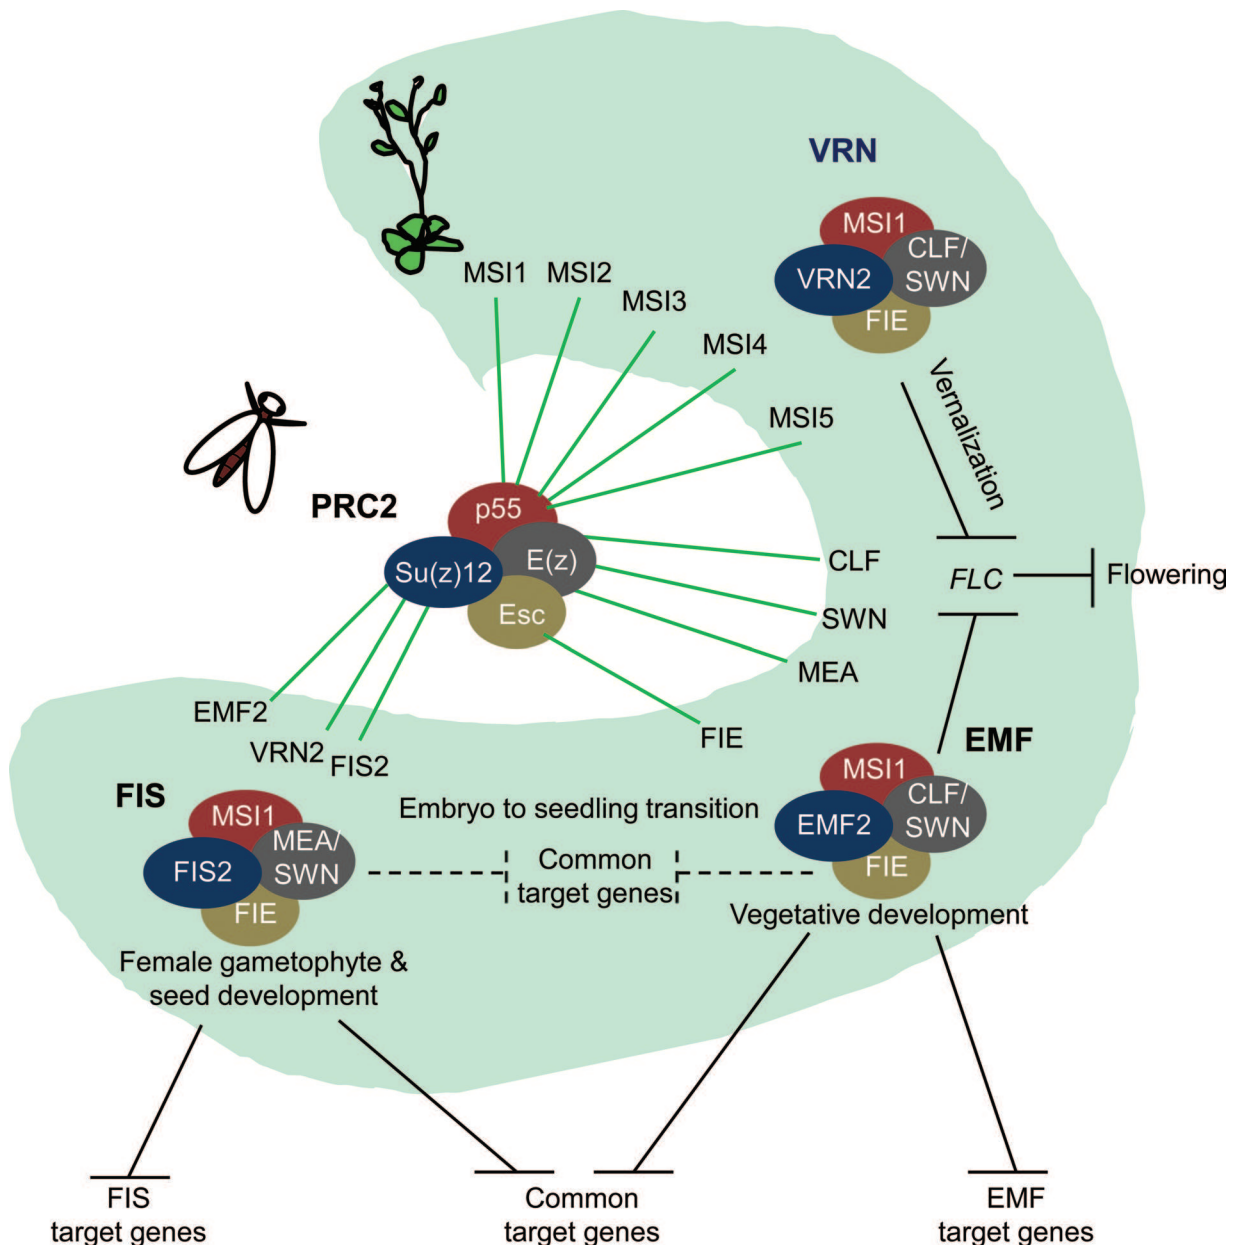 VRN
MSI1
CLF/
SWN
VRN2
FIE
MSI1
MSI2
MSI3
MSI4
MSI5
Vernalization
PRC2
p55
E(z)
Su(z)12
Esc
CLF
SWN
MEA
FIE
FLC
Flowering
EMF2
VRN2
FIS2
FIS
MSI1
MEA/
SWN
FIS2
FIE
Female gametophyte &
seed development
Embryo to seedling transition
Common
target genes
EMF
MSI1
CLF/
SWN
EMF2
FIE
Vegetative development
FIS
target genes
Common
target genes
EMF
target genes